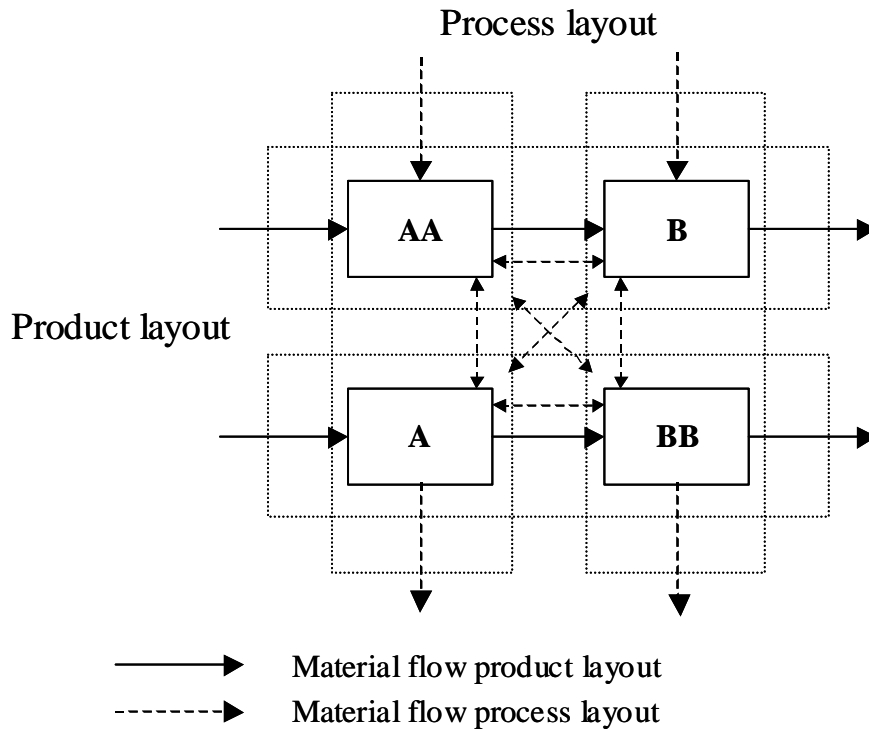 Process layout
AA
B
Product layout
A
BB
Material flow product layout
Material flow process layout